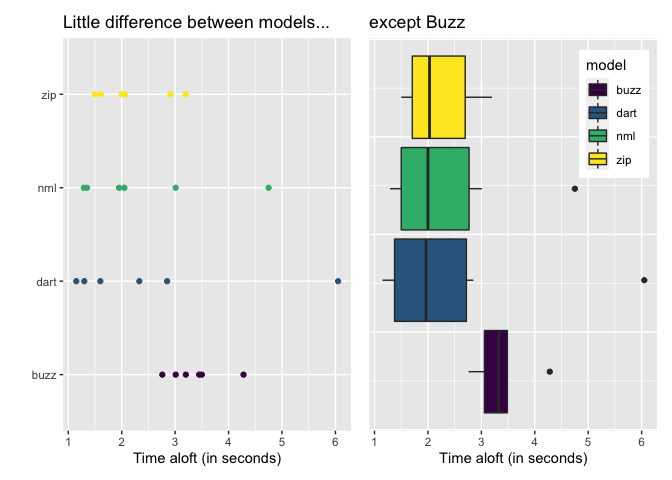 Little difference between models...
zip
nml
dart
buzz
1 2 3 4 5 6
Time aloft (in seconds)
except Buzz
model
buzz
dart
nml
zip
1 2 3 4 5 6
Time aloft (in seconds)